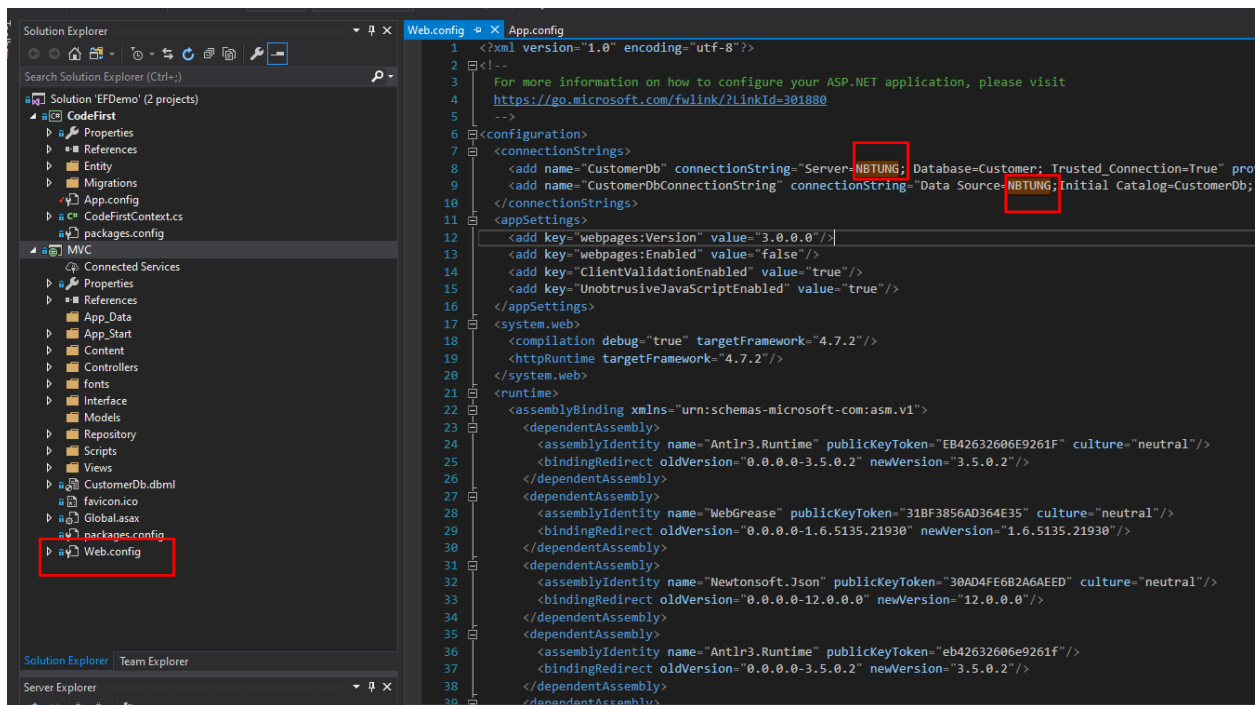 Solution Explorer
Search Solution Explorer (Ctrl+;)
Solution 'EFDemo' (2 projects)
CodeFirst
Properties
References
Entity
Migrations
App.config
CodeFirstContext.cs
packages.config
MVC
Connected Services
Properties
References
App_Data
App_Start
Content
Controllers
fonts
Interface
Models
Repository
Scripts
Views
CustomerDb.dbml
favicon.ico
Global.asax
packages.config
Web.config
Solution Explorer Team Explorer
Server Explorer
Web.config App.config
1 <?xml version="1.0" encoding="utf-8"?>
2 <!--
3 For more information on how to configure your ASP.NET application, please visit
4 https://go.microsoft.com/fwlink/?LinkId=301880
5 -->
6 <configuration>
7 <connectionStrings>
8 <add name="CustomerDb" connectionString="Server=NBTUNG; Database=Customer; Trusted_Connection=True" pro
9 <add name="CustomerDbConnectionString" connectionString="Data Source=NBTUNG;Initial Catalog=CustomerDb;
10 </connectionStrings>
11 <appSettings>
12 <add key="webpages:Version" value="3.0.0.0"/>
13 <add key="webpages:Enabled" value="false"/>
14 <add key="ClientValidationEnabled" value="true"/>
15 <add key="UnobtrusiveJavaScriptEnabled" value="true"/>
16 </appSettings>
17 <system.web>
18 <compilation debug="true" targetFramework="4.7.2"/>
19 <httpRuntime targetFramework="4.7.2"/>
20 </system.web>
21 <runtime>
22 <assemblyBinding xmlns="urn:schemas-microsoft-com:asm.v1">
23 <dependentAssembly>
24 <assemblyIdentity name="Antlr3.Runtime" publicKeyToken="EB42632606E9261F" culture="neutral"/>
25 <bindingRedirect oldVersion="0.0.0.0-3.5.0.2" newVersion="3.5.0.2"/>
26 </dependentAssembly>
27 <dependentAssembly>
28 <assemblyIdentity name="WebGrease" publicKeyToken="31BF3856AD364E35" culture="neutral"/>
29 <bindingRedirect oldVersion="0.0.0.0-1.6.5135.21930" newVersion="1.6.5135.21930"/>
30 </dependentAssembly>
31 <dependentAssembly>
32 <assemblyIdentity name="Newtonsoft.Json" publicKeyToken="30AD4FE6B2A6AEED" culture="neutral"/>
33 <bindingRedirect oldVersion="0.0.0.0-12.0.0.0" newVersion="12.0.0.0"/>
34 </dependentAssembly>
35 <dependentAssembly>
36 <assemblyIdentity name="Antlr3.Runtime" publicKeyToken="eb42632606e9261f"/>
37 <bindingRedirect oldVersion="0.0.0.0-3.5.0.2" newVersion="3.5.0.2"/>
38 </dependentAssembly>
39 <dependentAssembly>